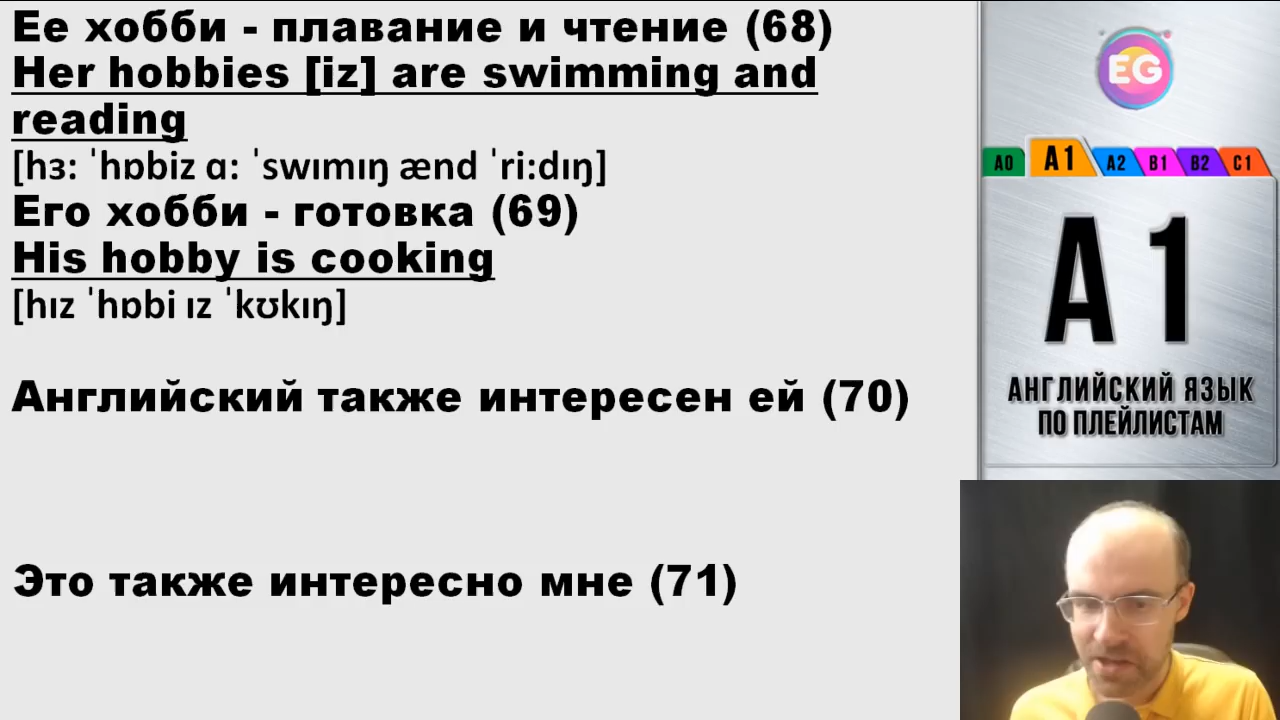 Ее хобби - плавание и чтение (68)
Her hobbies [iz] are swimming and
reading
[hɜː ˈhɒbiz ɑː ˈswɪmɪŋ ænd ˈriːdɪŋ]
Его хобби - готовка (69)
His hobby is cooking
[hɪz ˈhɒbi ɪz ˈkʊkɪŋ]
Английский также интересен ей (70)
Это также интересно мне (71)
EG
A0 A1 A2 B1 B2 C1
A1
АНГЛИЙСКИЙ ЯЗЫК
ПО ПЛЕЙЛИСТАМ